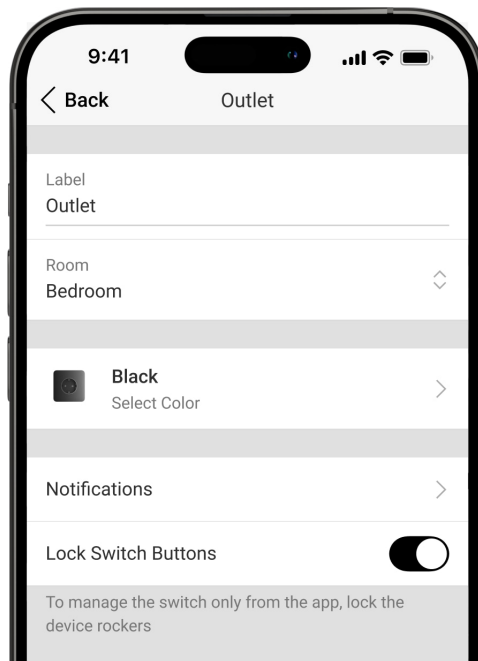 9:41
Back
Outlet
Label
Outlet
Room
Bedroom
Black
Select Color
Notifications
Lock Switch Buttons
To manage the switch only from the app, lock the
device rockers